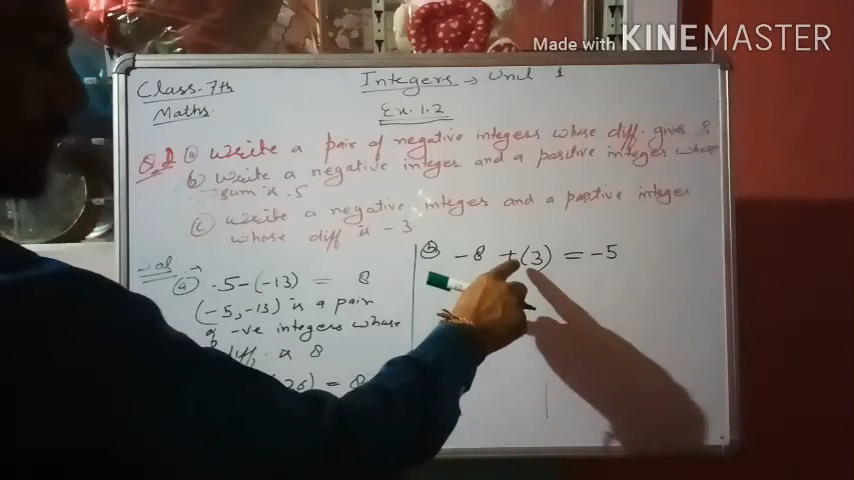 Made with KINEMASTER
Class-7th
Maths
Integers → Unit 1
Ex.1.2
Q.2 (a) Write a pair of negative integers whose diff. gives 8
(b) Write a negative integer and a positive integer whose
sum is -5
(c) Write a negative integer and a positive integer
whose diff is -3
Sol →
(a) -5-(-13) = 8
(-5,-13) is a pair
of -ve integers whose
diff. is 8
26) = 8
(b) -8 + (3) = -5